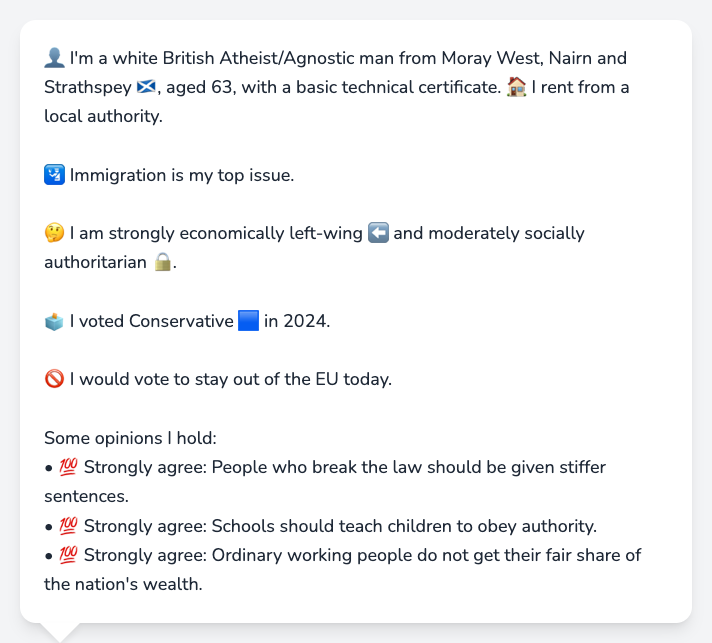 👤 I'm a white British Atheist/Agnostic man from Moray West, Nairn and
Strathspey 🏴󠁧󠁢󠁳󠁣󠁴󠁿, aged 63, with a basic technical certificate. 🏠 I rent from a
local authority.
🛂 Immigration is my top issue.
🤔 I am strongly economically left-wing ⬅️ and moderately socially
authoritarian 🔒.
🗳️ I voted Conservative 🟦 in 2024.
🚫 I would vote to stay out of the EU today.
Some opinions I hold:
• 💯 Strongly agree: People who break the law should be given stiffer
sentences.
• 💯 Strongly agree: Schools should teach children to obey authority.
• 💯 Strongly agree: Ordinary working people do not get their fair share of
the nation's wealth.